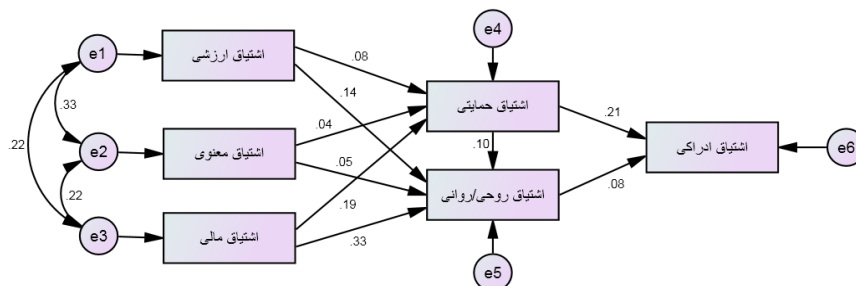 e1
اشتیاق ارزشی
.08
.14
e4
اشتیاق حمایتی
.21
.33
.22
e2
اشتیاق معنوی
.04
.05
.10
اشتیاق ادراکی
e6
.22
.19
اشتیاق روحی/روانی
.08
e3
اشتیاق مالی
.33
e5